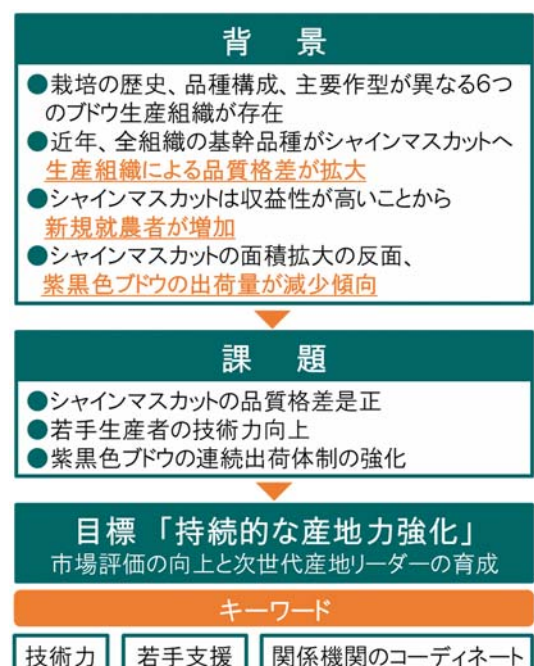 背 景
●栽培の歴史、品種構成、主要作型が異なる6つ
のブドウ生産組織が存在
●近年、全組織の基幹品種がシャインマスカットへ
生産組織による品質格差が拡大
●シャインマスカットは収益性が高いことから
新規就農者が増加
●シャインマスカットの面積拡大の反面、
紫黒色ブドウの出荷量が減少傾向
課 題
●シャインマスカットの品質格差是正
●若手生産者の技術力向上
●紫黒色ブドウの連続出荷体制の強化
目標 「持続的な産地力強化」
市場評価の向上と次世代産地リーダーの育成
キーワード
技術力 若手支援 関係機関のコーディネート